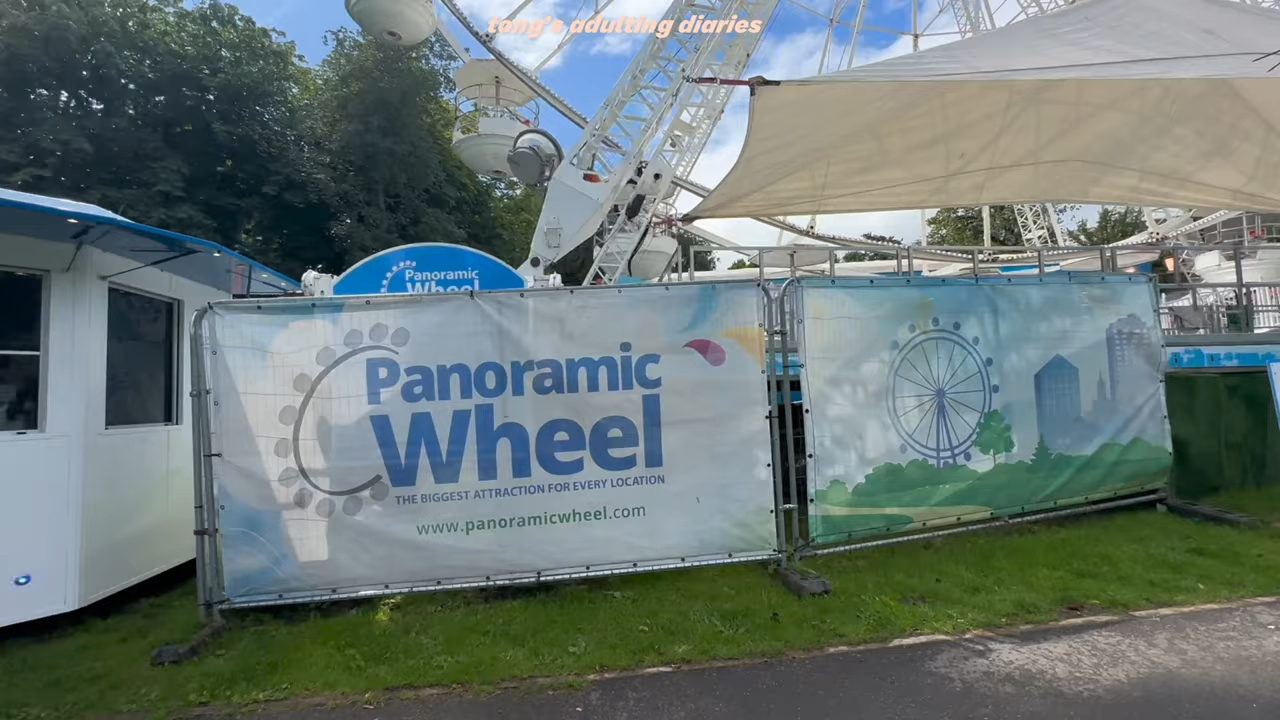 tong's adulting diaries
Panoramic
Wheel
Panoramic
Wheel
THE BIGGEST ATTRACTION FOR EVERY LOCATION
www.panoramicwheel.com